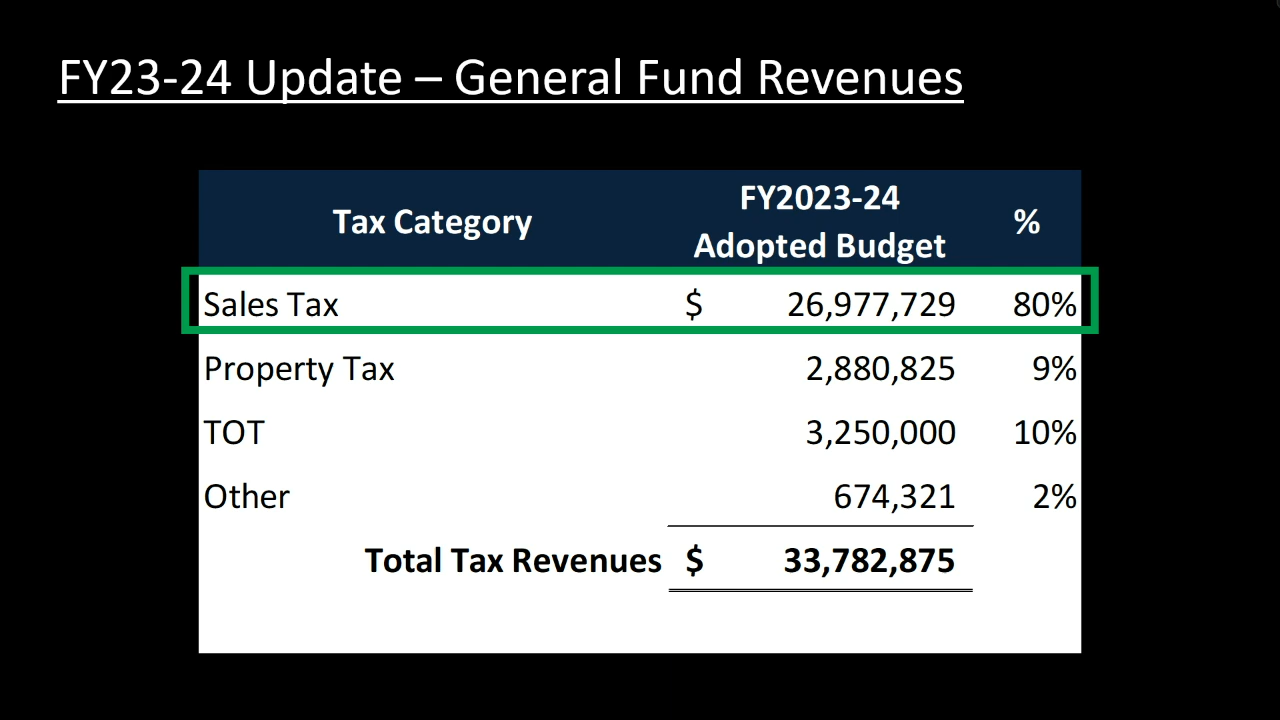 FY23-24 Update – General Fund Revenues
Tax Category FY2023-24 Adopted Budget %
Sales Tax $ 26,977,729 80%
Property Tax 2,880,825 9%
TOT 3,250,000 10%
Other 674,321 2%
Total Tax Revenues $ 33,782,875